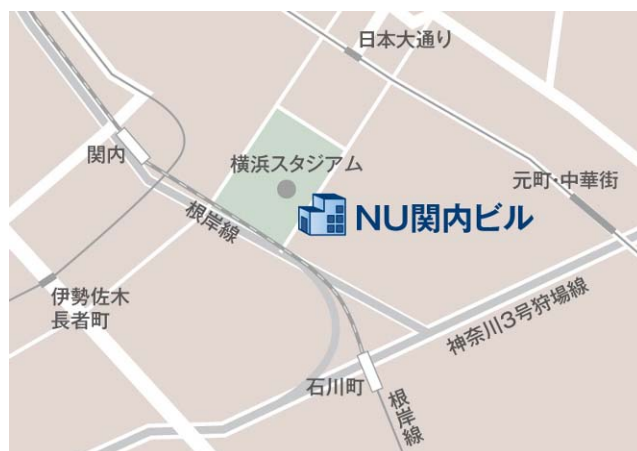 日本大通り
関内
横浜スタジアム
元町・中華街
NU関内ビル
根岸線
伊勢佐木
長者町
神奈川3号狩場線
石川町
根岸線